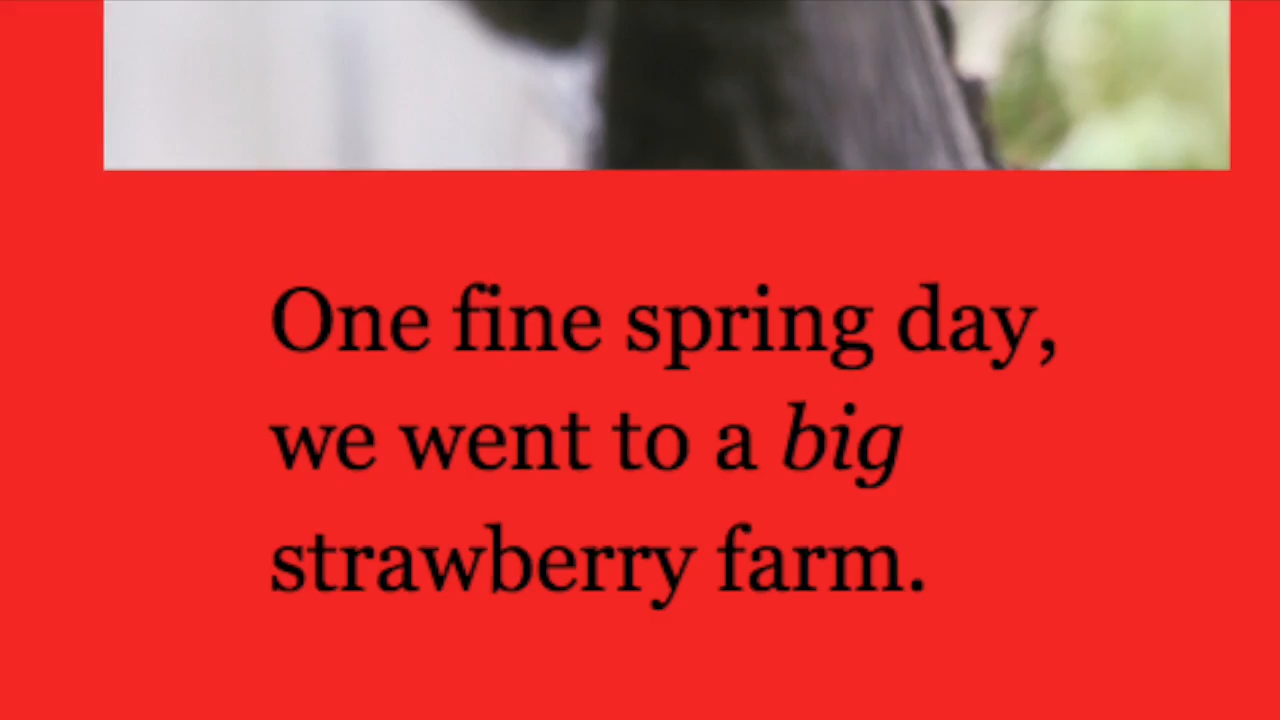 One fine spring day,
we went to a big
strawberry farm.